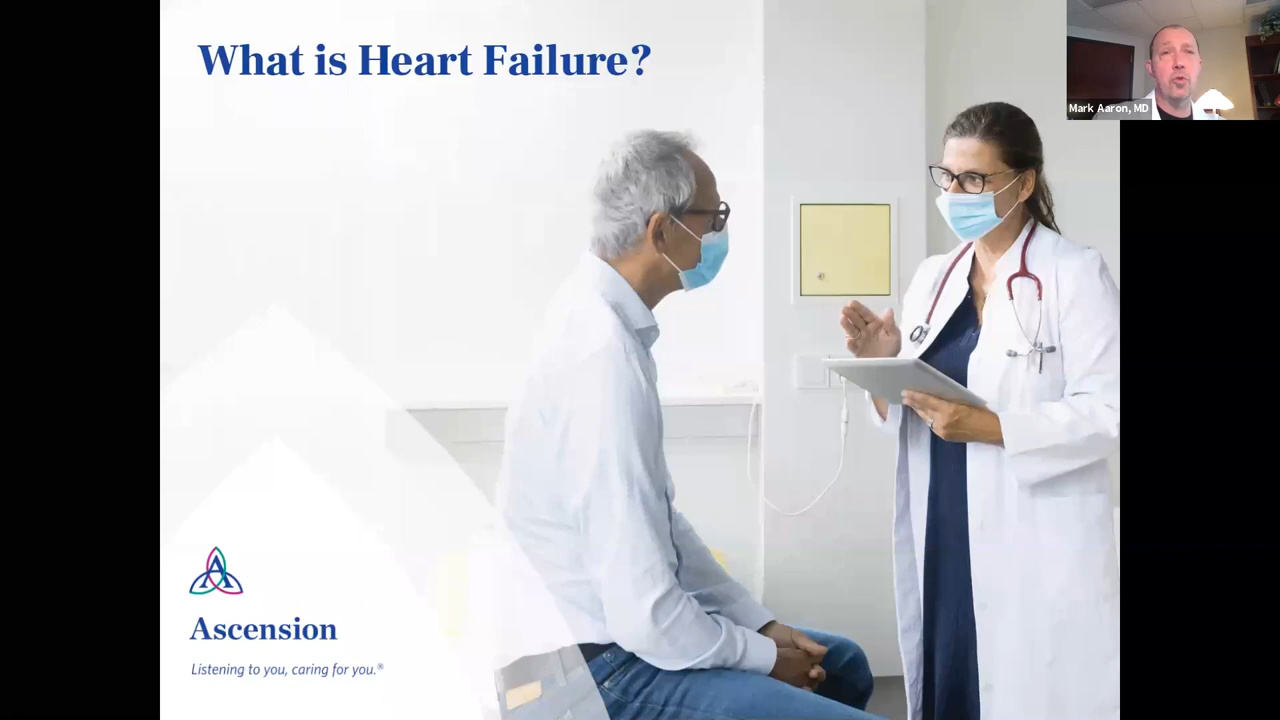 What is Heart Failure?
Mark Aaron, MD
Ascension
Listening to you, caring for you.®